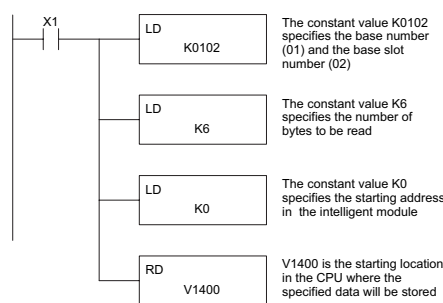 X1
LD
K0102
The constant value K0102
specifies the base number
(01) and the base slot
number (02)
LD
K6
The constant value K6
specifies the number of
bytes to be read
LD
K0
The constant value K0
specifies the starting address
in the intelligent module
RD
V1400
V1400 is the starting location
in the CPU where the
specified data will be stored